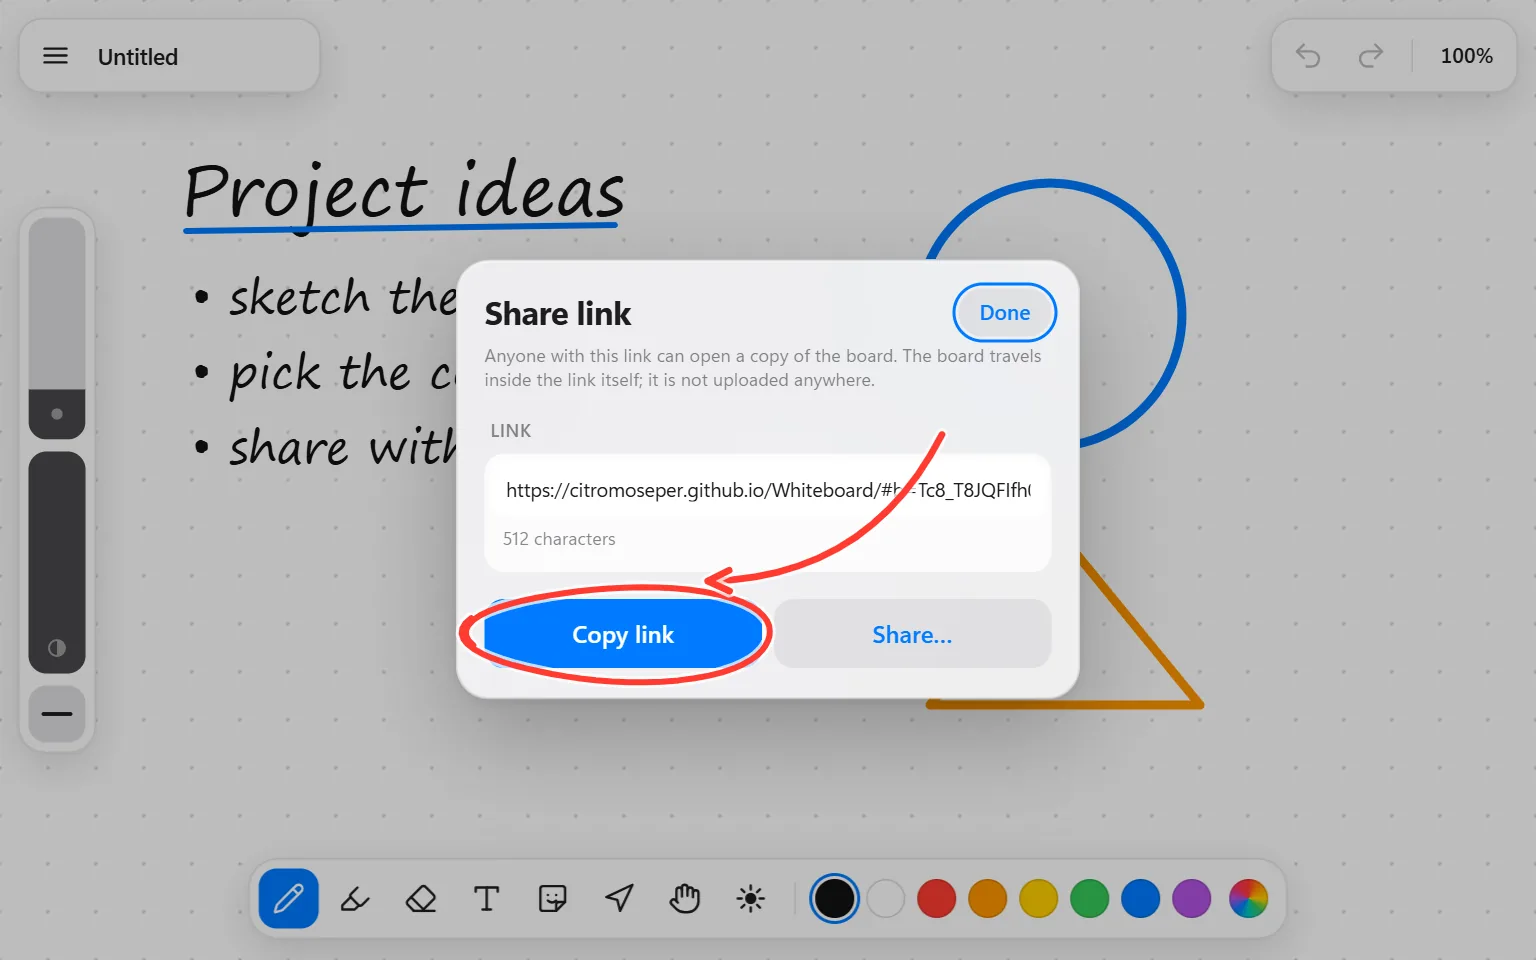 Untitled
100%
Project ideas
• sketch the
• pick the
• share with
Share link
Done
Anyone with this link can open a copy of the board. The board travels
inside the link itself; it is not uploaded anywhere.
LINK
https://citromoseper.github.io/Whiteboard/#
512 characters
Copy link
Share...
T